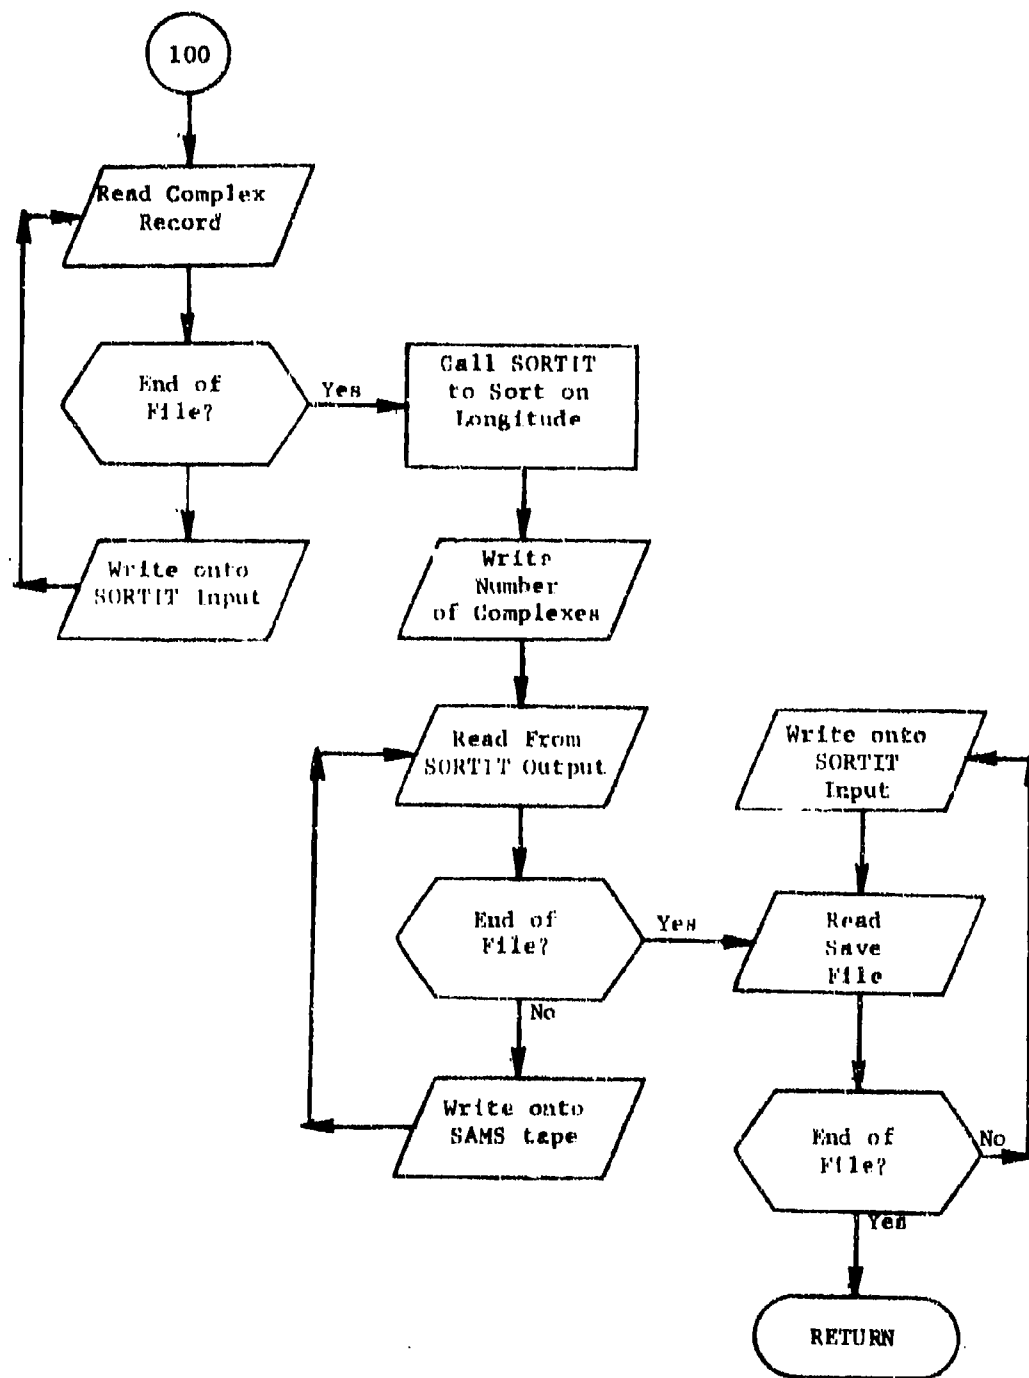 100
Read Complex
Record
End of
File?
Yes
Call SORTIT
to Sort on
Longitude
Write onto
SORTIT Input
Write
Number
of Complexes
Read From
SORTIT Output
Write onto
SORTIT
Input
End of
File?
Yes
Read
Save
File
No
Write onto
SAMS tape
End of
File?
No
Yes
RETURN